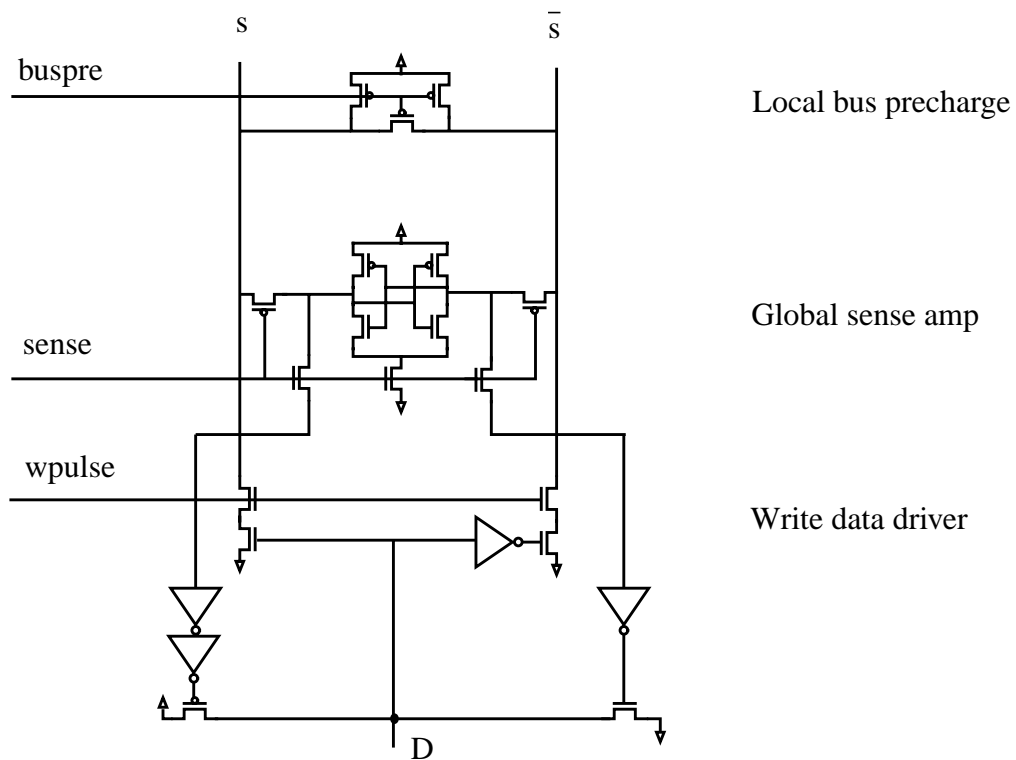 s
s̄
buspre
Local bus precharge
Global sense amp
sense
wpulse
Write data driver
D